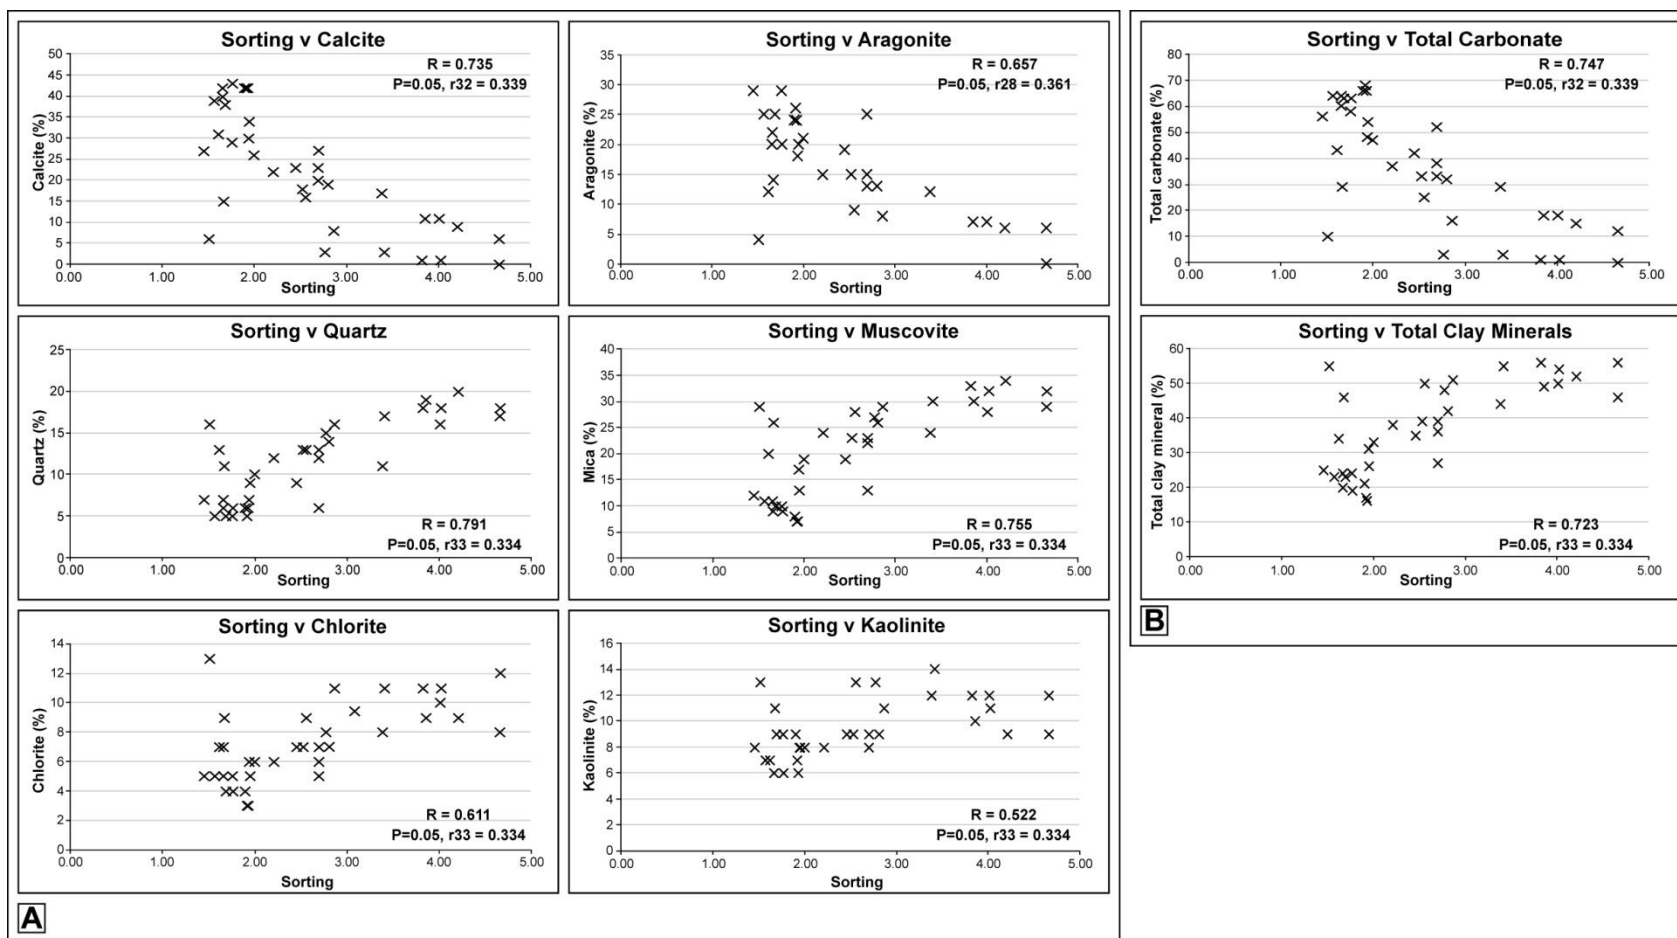 Sorting v Calcite
R = 0.735
P=0.05, r32 = 0.339
Calcite (%)
50
45
40
35
30
25
20
15
10
5
0
0.00 1.00 2.00 3.00 4.00 5.00
Sorting
Sorting v Aragonite
R = 0.657
P=0.05, r28 = 0.361
Aragonite (%)
35
30
25
20
15
10
5
0
0.00 1.00 2.00 3.00 4.00 5.00
Sorting
Sorting v Quartz
Quartz (%)
25
20
15
10
5
0
R = 0.791
P=0.05, r33 = 0.334
0.00 1.00 2.00 3.00 4.00 5.00
Sorting
Sorting v Muscovite
Mica (%)
40
35
30
25
20
15
10
5
0
R = 0.755
P=0.05, r33 = 0.334
0.00 1.00 2.00 3.00 4.00 5.00
Sorting
Sorting v Chlorite
Chlorite (%)
14
12
10
8
6
4
2
0
R = 0.611
P=0.05, r33 = 0.334
0.00 1.00 2.00 3.00 4.00 5.00
Sorting
Sorting v Kaolinite
Kaolinite (%)
16
14
12
10
8
6
4
2
0
R = 0.522
P=0.05, r33 = 0.334
0.00 1.00 2.00 3.00 4.00 5.00
Sorting
A
Sorting v Total Carbonate
R = 0.747
P=0.05, r32 = 0.339
Total carbonate (%)
80
70
60
50
40
30
20
10
0
0.00 1.00 2.00 3.00 4.00 5.00
Sorting
Sorting v Total Clay Minerals
Total clay mineral (%)
60
50
40
30
20
10
0
R = 0.723
P=0.05, r33 = 0.334
0.00 1.00 2.00 3.00 4.00 5.00
Sorting
B